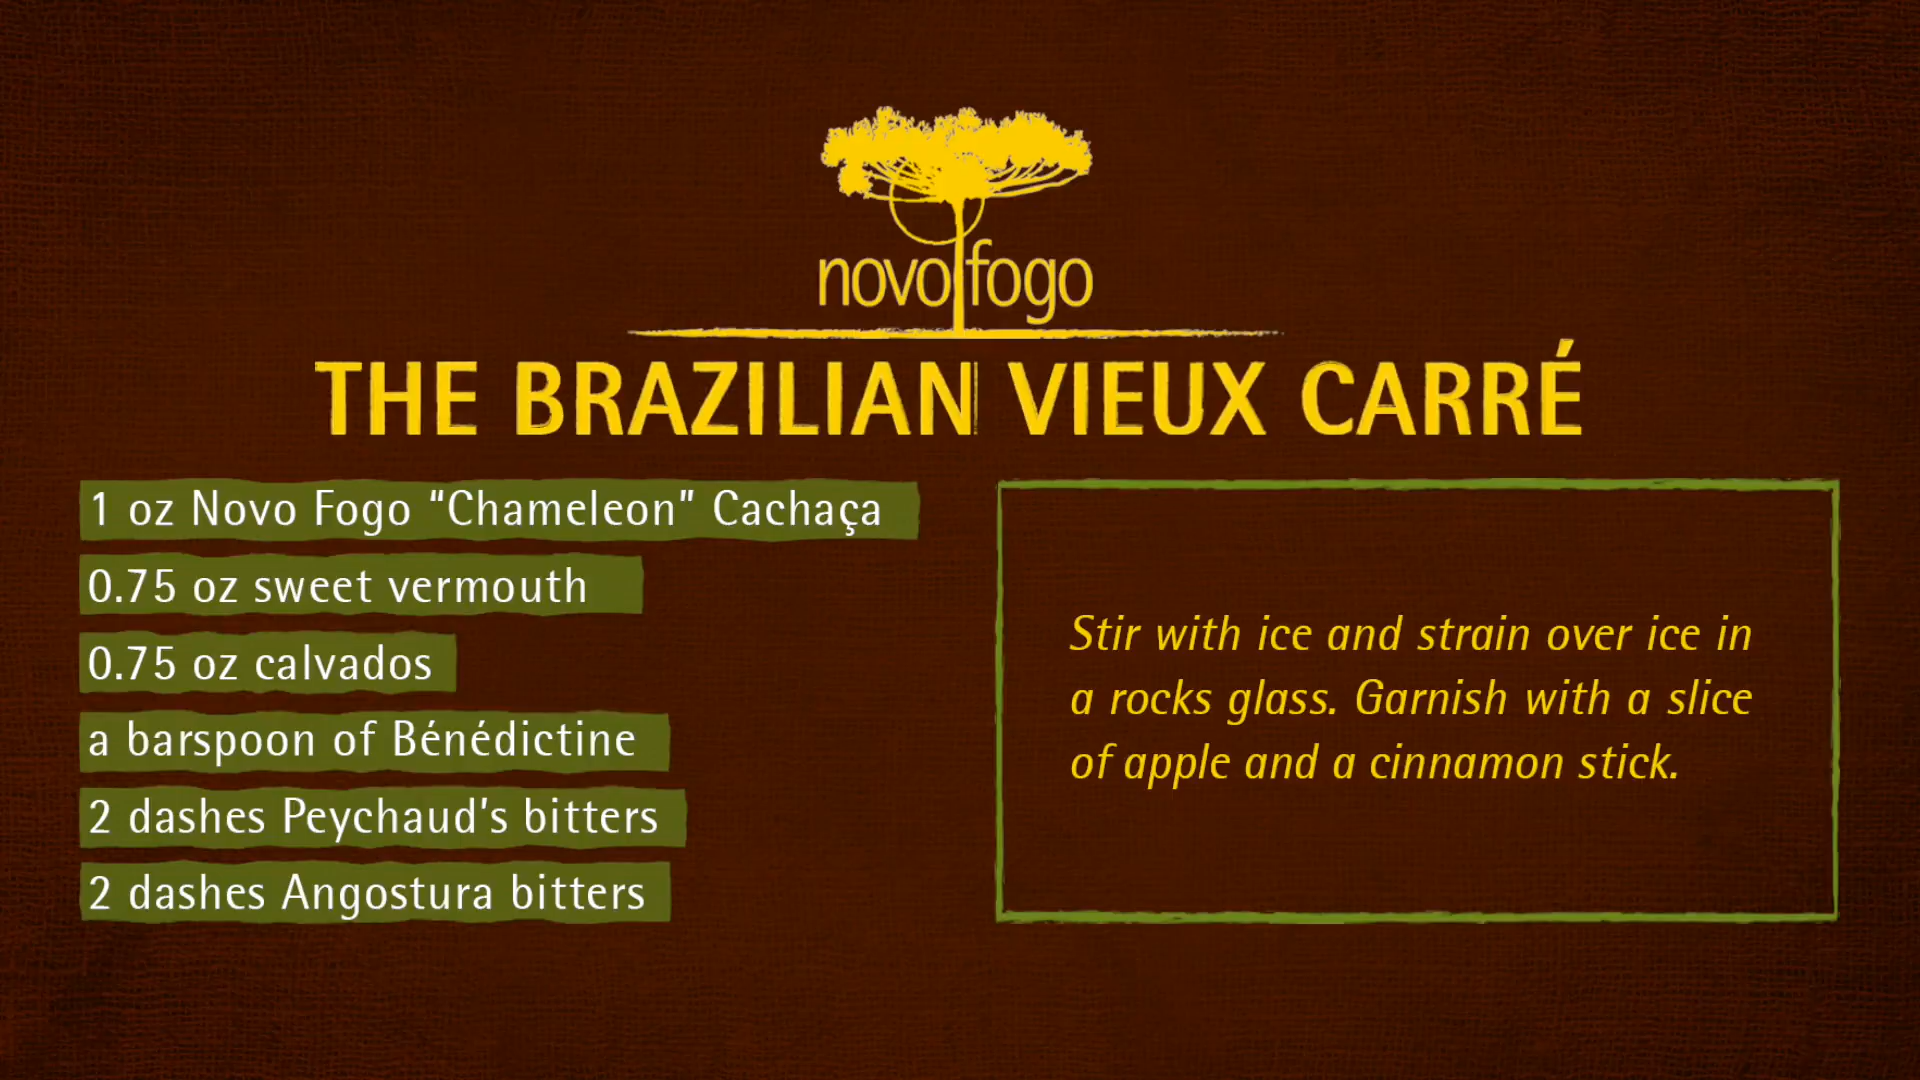 novo fogo
THE BRAZILIAN VIEUX CARRÉ
1 oz Novo Fogo “Chameleon” Cachaça
0.75 oz sweet vermouth
0.75 oz calvados
a barspoon of Bénédictine
2 dashes Peychaud’s bitters
2 dashes Angostura bitters
Stir with ice and strain over ice in
a rocks glass. Garnish with a slice
of apple and a cinnamon stick.